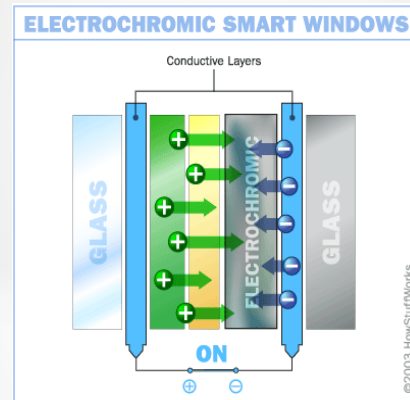 ELECTROCHROMIC SMART WINDOWS
Conductive Layers
GLASS
ELECTROCHROMIC
GLASS
ON
©2003 HowStuffWorks